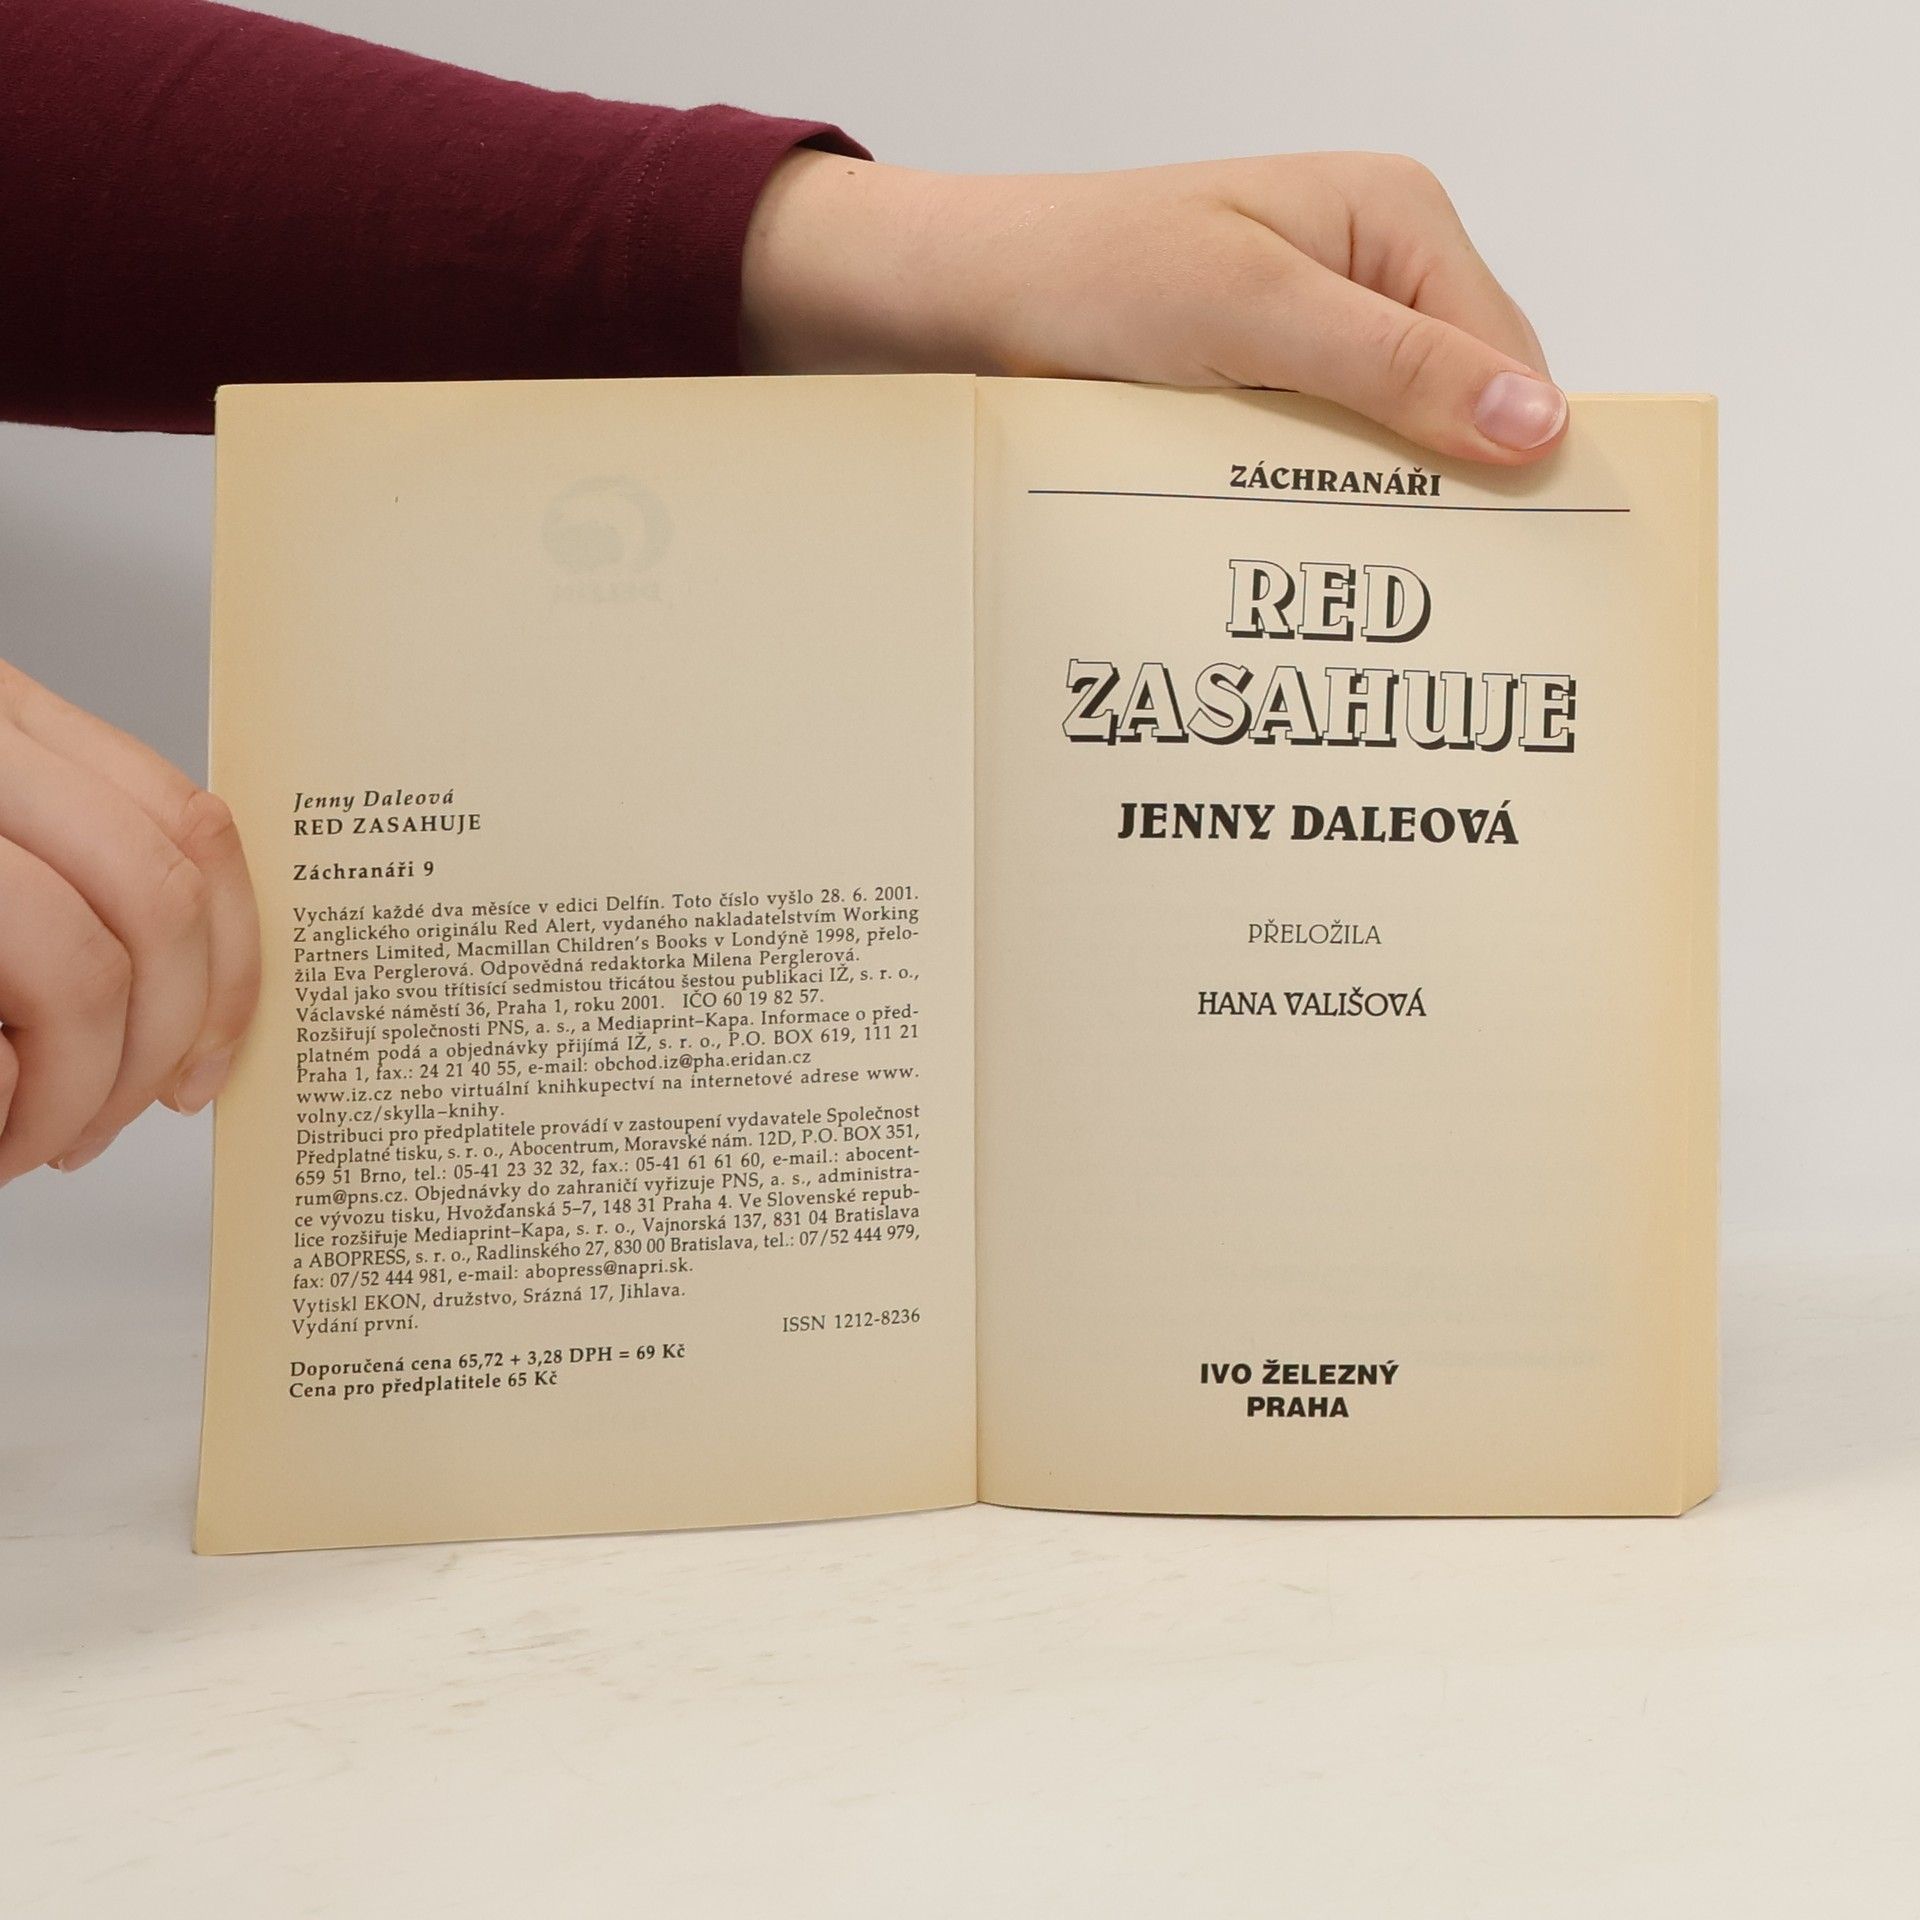 Jenny Daleová
RED ZASAHUJE
Záchranáři 9
Vychází každé dva měsíce v edici Delfín. Toto číslo vyšlo 28. 6. 2001.
Z anglického originálu Red Alert, vydaného nakladatelstvím Working
Partners Limited, Macmillan Children's Books v Londýně 1998, přelo-
žila Eva Perglerová. Odpovědná redaktorka Milena Perglerová.
Vydal jako svou třítisící sedmistou třicátou šestou publikaci IŽ, s. r. o.,
Václavské náměstí 36, Praha 1, roku 2001. IČO 60 19 82 57.
Rozšiřují společnosti PNS, a. s., a Mediaprint–Kapa. Informace o před-
platném podá a objednávky přijímá IŽ, s. r. o., P.O. BOX 619, 111 21
Praha 1, fax.: 24 21 40 55, e-mail: obchod.iz@pha.eridan.cz
www.iz.cz nebo virtuální knihkupectví na internetové adrese www.
volny.cz/skylla–knihy.
Distribuci pro předplatitele provádí v zastoupení vydavatele Společnost
Předplatné tisku, s. r. o., Abocentrum, Moravské nám. 12D, P.O. BOX 351,
659 51 Brno, tel.: 05-41 23 32 32, fax.: 05-41 61 61 60, e-mail.: abocent-
rum@pns.cz. Objednávky do zahraničí vyřizuje PNS, a. s., administra-
ce vývozu tisku, Hvožďanská 5–7, 148 31 Praha 4. Ve Slovenské repub-
lice rozšiřuje Mediaprint–Kapa, s. r. o., Vajnorská 137, 831 04 Bratislava
a ABOPRESS, s. r. o., Radlinského 27, 830 00 Bratislava, tel.: 07/52 444 979,
fax: 07/52 444 981, e-mail: abopress@napri.sk.
Vytiskl EKON, družstvo, Srázná 17, Jihlava.
Vydání první. ISSN 1212-8236
Doporučená cena 65,72 + 3,28 DPH = 69 Kč
Cena pro předplatitele 65 Kč
ZÁCHRANÁŘI
RED
ZASAHUJE
JENNY DALEOVÁ
PŘELOŽILA
HANA VALIŠOVÁ
IVO ŽELEZNÝ
PRAHA